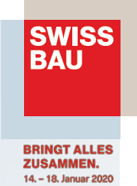 SWISS
BAU
BRINGT ALLES
ZUSAMMEN.
14. – 18. Januar 2020